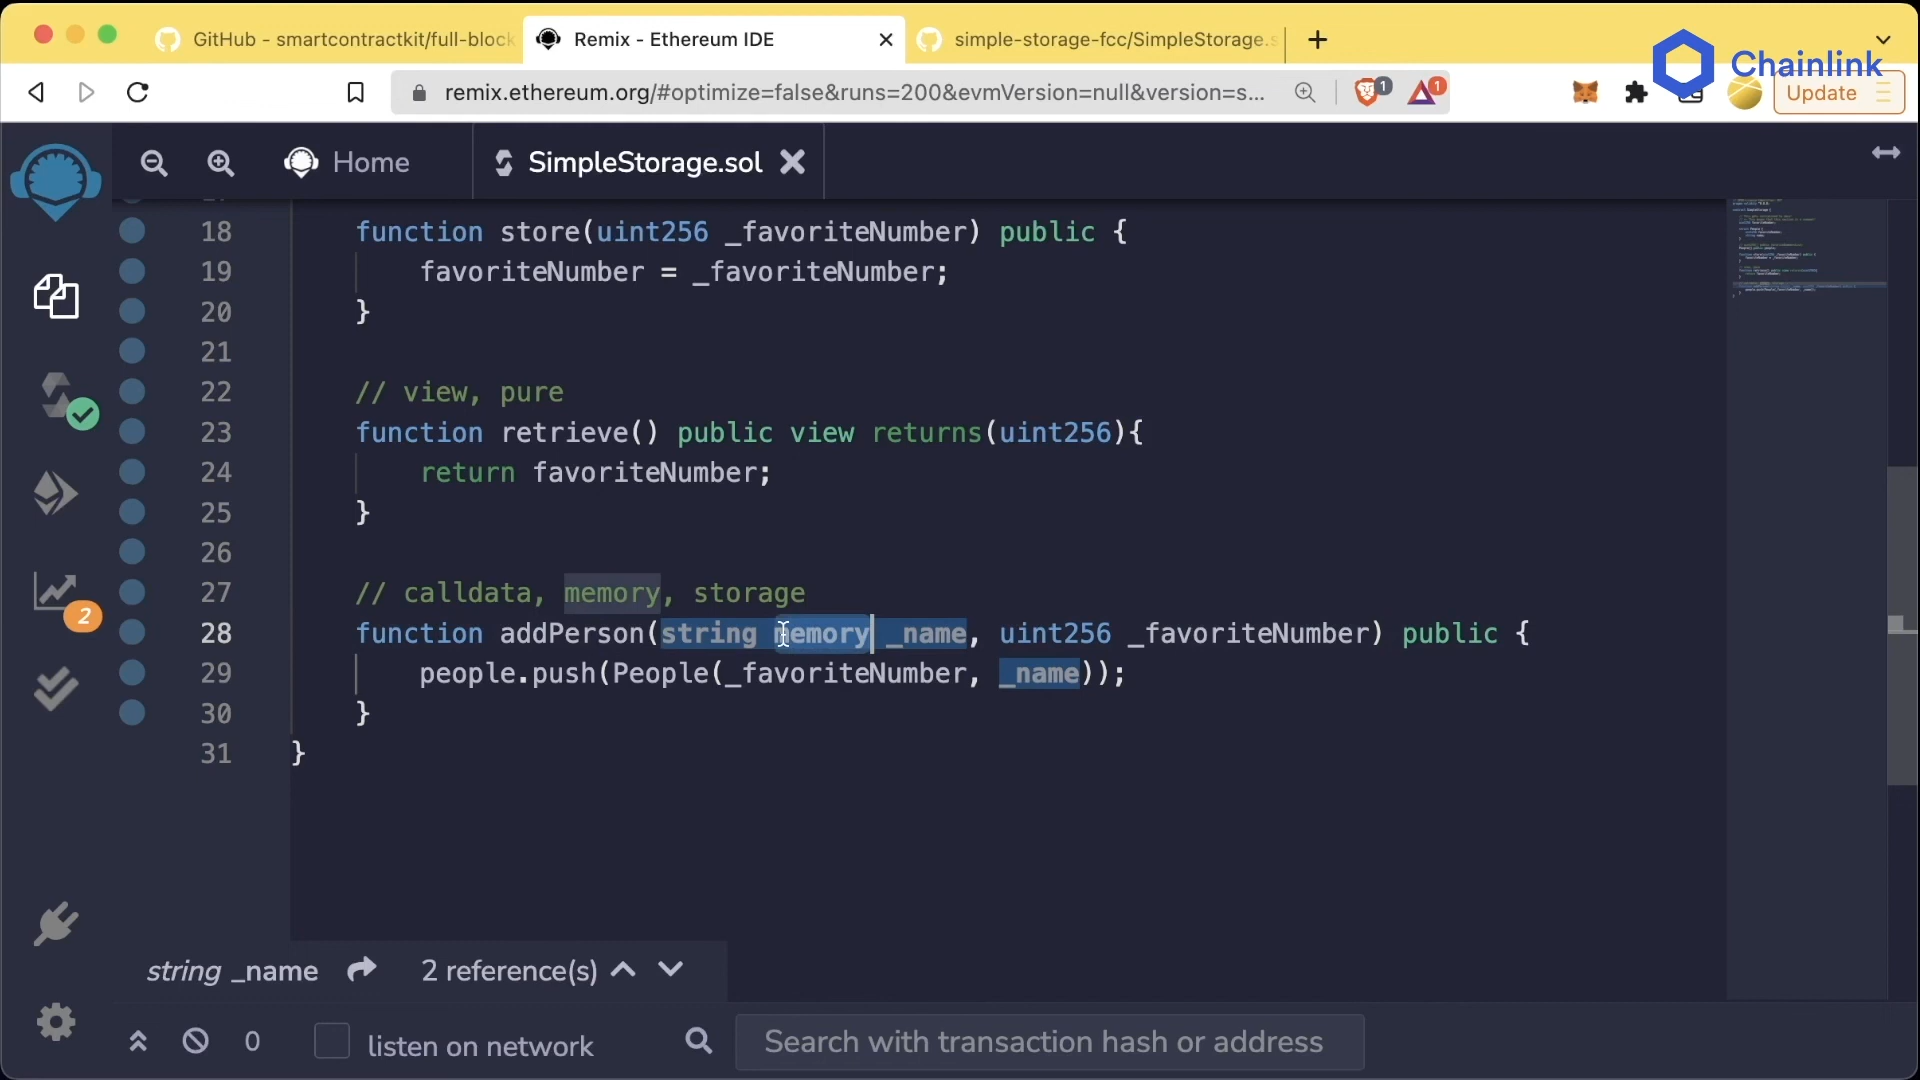 GitHub - smartcontractkit/full-block
Remix - Ethereum IDE
simple-storage-fcc/SimpleStorage.s
Chainlink
remix.ethereum.org/#optimize=false&runs=200&evmVersion=null&version=s...
1
1
Update
Home
SimpleStorage.sol
18 function store(uint256 _favoriteNumber) public {
19 favoriteNumber = _favoriteNumber;
20 }
21
22 // view, pure
23 function retrieve() public view returns(uint256){
24 return favoriteNumber;
25 }
26
27 // calldata, memory, storage
28 function addPerson(string memory _name, uint256 _favoriteNumber) public {
29 people.push(People(_favoriteNumber, _name));
30 }
31 }
2
string _name 2 reference(s)
0 listen on network Search with transaction hash or address